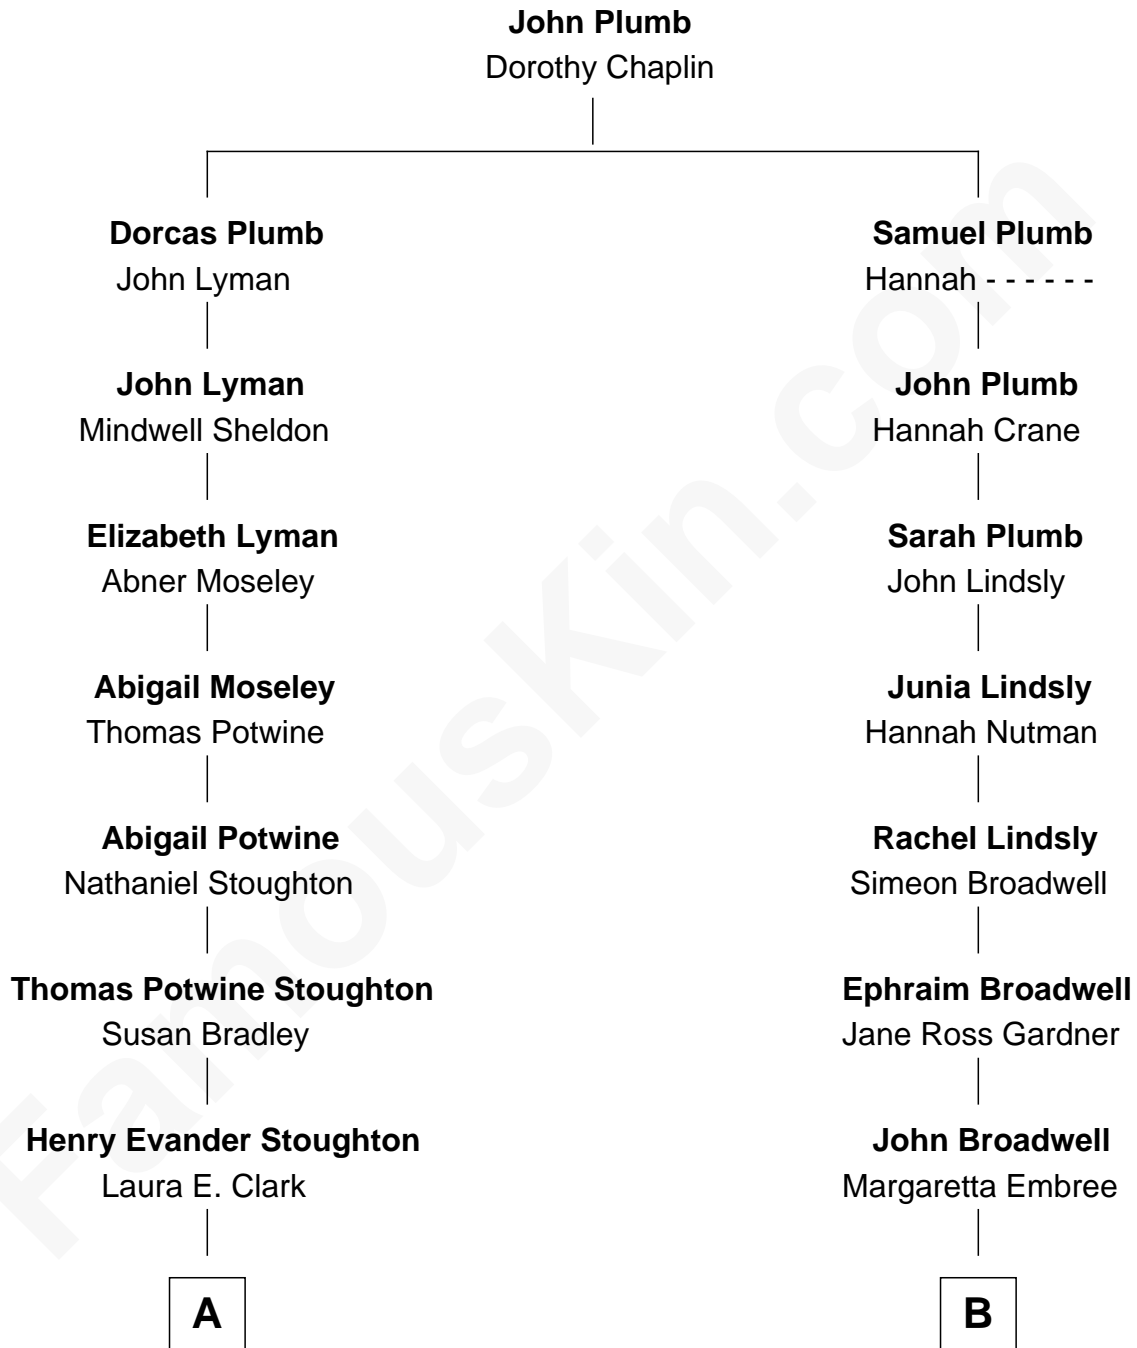 John Plumb
Dorothy Chaplin
Dorcas Plumb
John Lyman
Samuel Plumb
Hannah - - - - - -
John Lyman
Mindwell Sheldon
John Plumb
Hannah Crane
Elizabeth Lyman
Abner Moseley
Sarah Plumb
John Lindsly
Abigail Moseley
Thomas Potwine
Junia Lindsly
Hannah Nutman
Abigail Potwine
Nathaniel Stoughton
Rachel Lindsly
Simeon Broadwell
Thomas Potwine Stoughton
Susan Bradley
Ephraim Broadwell
Jane Ross Gardner
Henry Evander Stoughton
Laura E. Clark
John Broadwell
Margaretta Embree
A
B
FamousKin.com